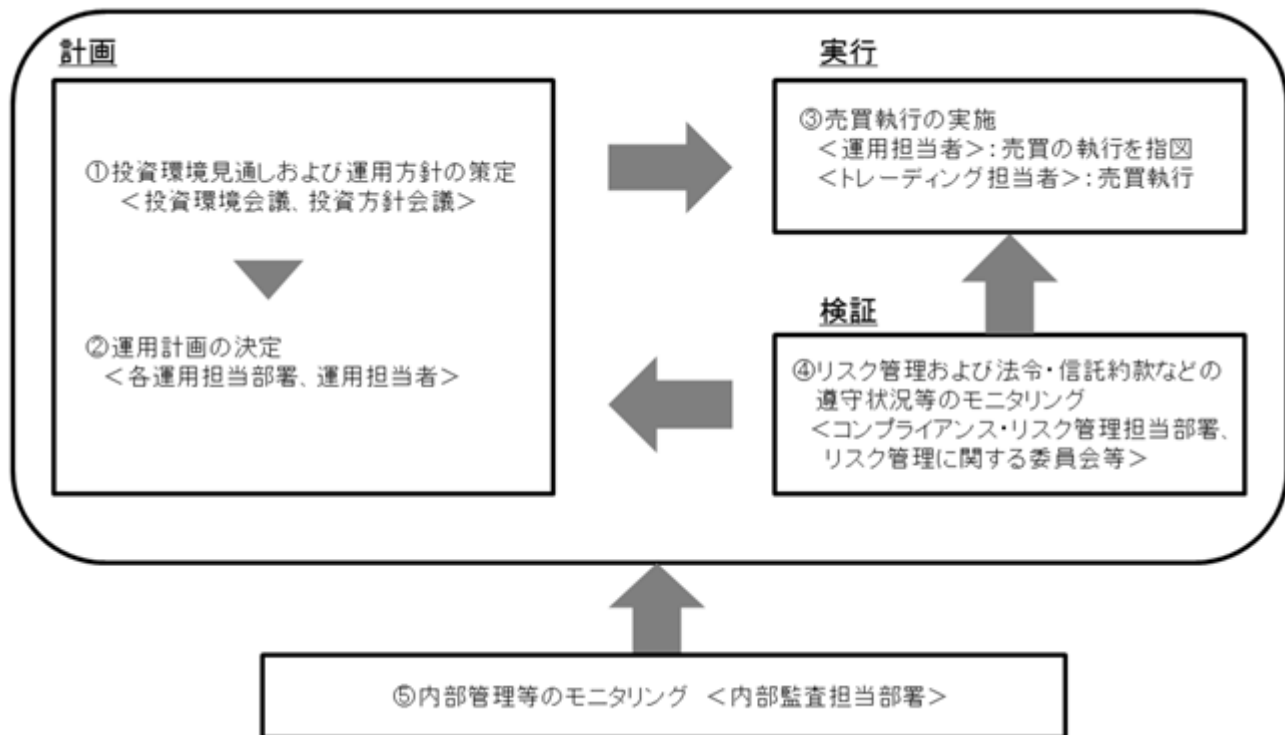 計画
①投資環境見通しおよび運用方針の策定
＜投資環境会議、投資方針会議＞
②運用計画の決定
＜各運用担当部署、運用担当者＞
実行
③売買執行の実施
＜運用担当者＞：売買の執行を指図
＜トレーディング担当者＞：売買執行
検証
④リスク管理および法令・信託約款などの
遵守状況等のモニタリング
＜コンプライアンス・リスク管理担当部署、
リスク管理に関する委員会等＞
⑤内部管理等のモニタリング ＜内部監査担当部署＞